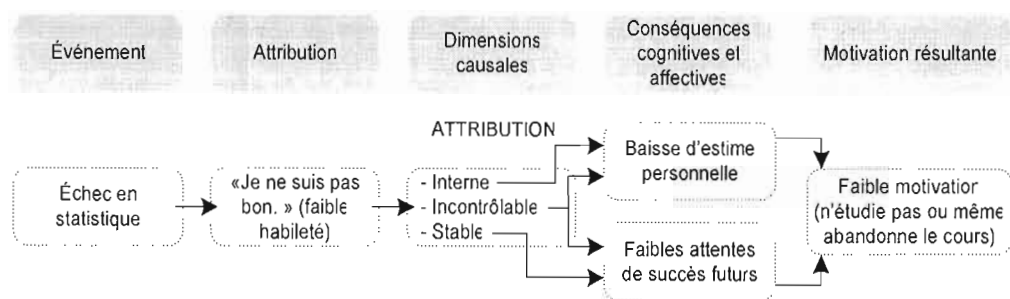 Événement
Attribution
Dimensions
causales
Conséquences
cognitives et
affectives
Motivation résultante
ATTRIBUTION
Échec en
statistique
«Je ne suis pas
bon. » (faible
habileté)
- Interne
- Incontrôlable
- Stable
Baisse d'estime
personnelle
Faibles attentes
de succès futurs
Faible motivation
(n'étudie pas ou même
abandonne le cours)